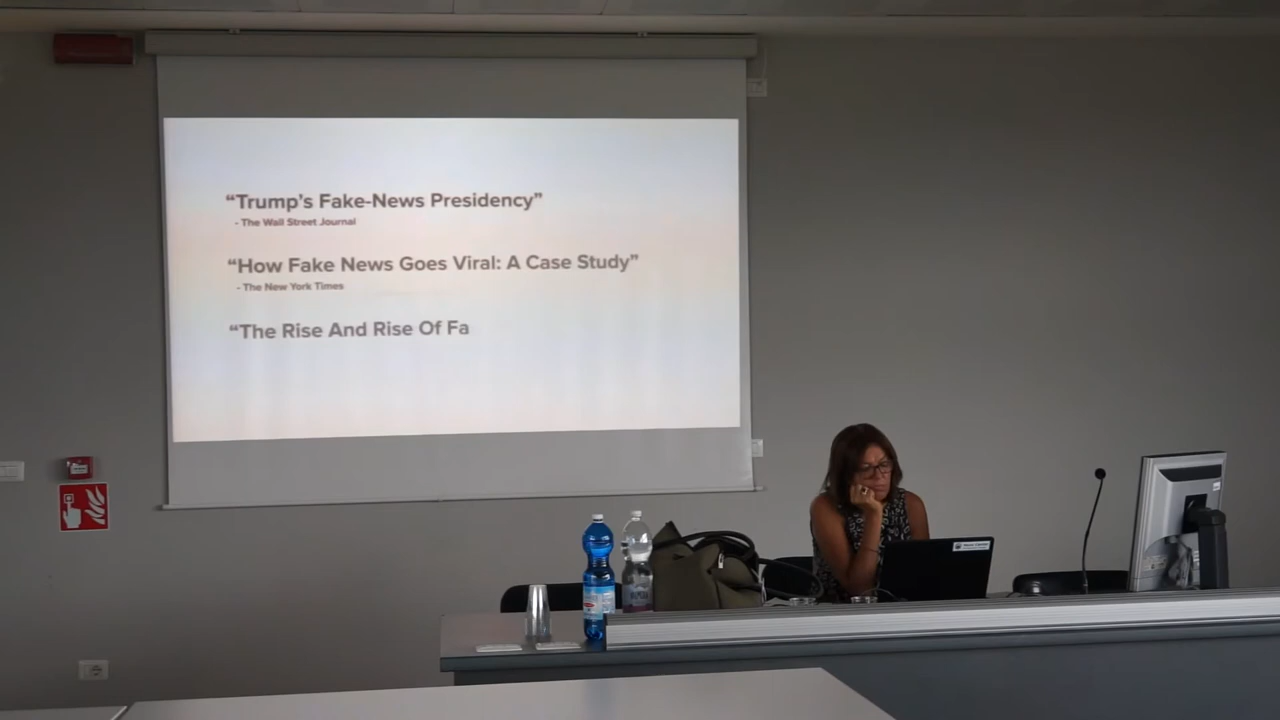 “Trump’s Fake-News Presidency”
- The Wall Street Journal
“How Fake News Goes Viral: A Case Study”
- The New York Times
“The Rise And Rise Of Fa